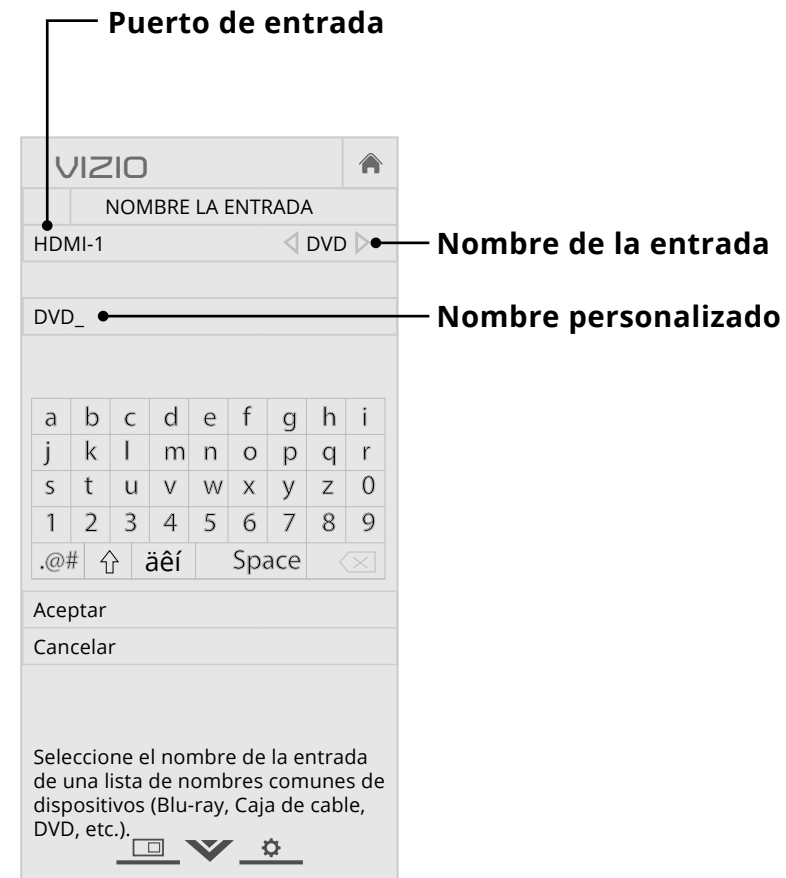 Puerto de entrada
VIZIO
NOMBRE LA ENTRADA
HDMI-1 DVD
Nombre de la entrada
DVD_
Nombre personalizado
a b c d e f g h i
j k l m n o p q r
s t u v w x y z 0
1 2 3 4 5 6 7 8 9
.@# äêí Space
Aceptar
Cancelar
Seleccione el nombre de la entrada
de una lista de nombres comunes de
dispositivos (Blu-ray, Caja de cable,
DVD, etc.).